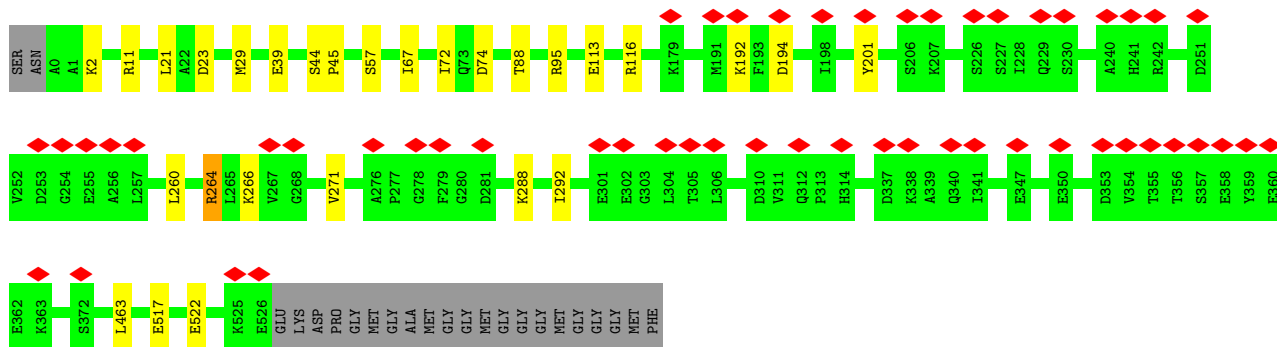 SER ASN A0 A1 K2 R11 L21 A22 D23 M29 E39 S44 P45 S57 I67 I72 Q73 D74 T88 R95 E113 R116 K179 M191 K192 F193 D194 I198 Y201 S206 K207 S226 S227 I228 Q229 S230 A240 H241 R242 D251
V252 D253 G254 E255 A256 L257 L260 R264 L265 K266 V267 G268 V271 A276 P277 G278 F279 G280 D281 K288 I292 E301 E302 G303 L304 T305 L306 D310 V311 Q312 P313 H314 D337 K338 A339 Q340 I341 E347 E350 D353 V354 T355 T356 S357 E358 Y359 E360
E362 K363 S372 L463 E517 E522 K525 E526 GLU LYS ASP PRO GLY MET GLY ALA MET GLY GLY MET GLY GLY GLY MET GLY GLY GLY MET PHE